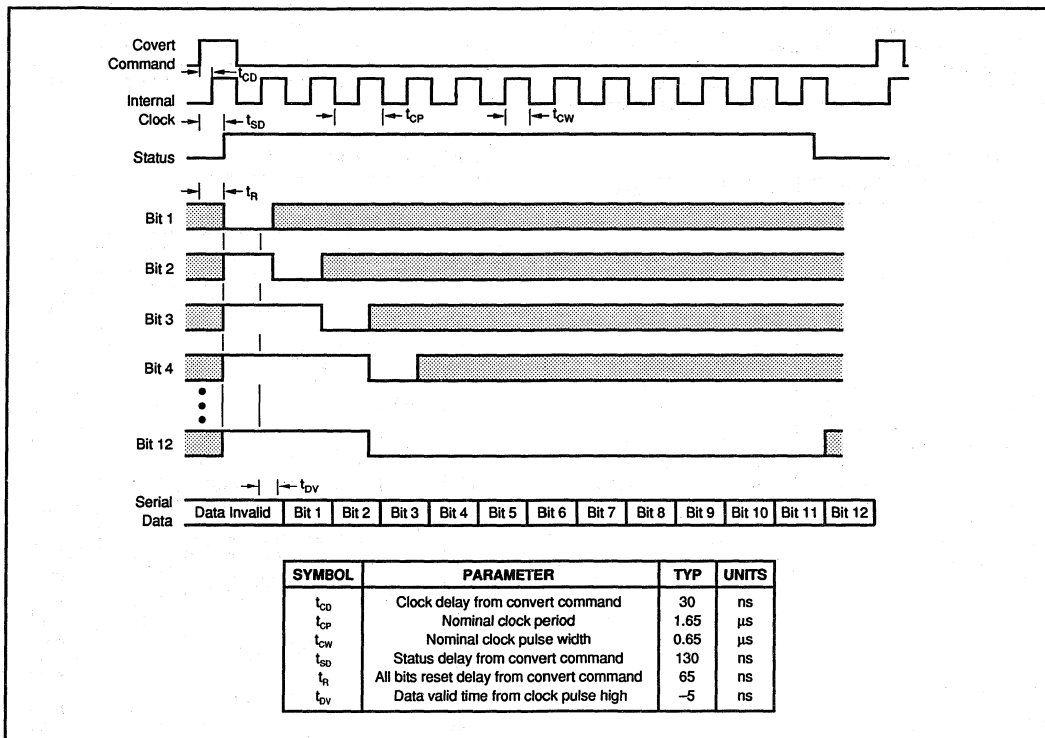 Covert
Command
tCD
Internal
Clock
tCP
tCW
tSD
Status
tR
Bit 1
Bit 2
Bit 3
Bit 4
Bit 12
tDV
Serial
Data
Data Invalid Bit 1 Bit 2 Bit 3 Bit 4 Bit 5 Bit 6 Bit 7 Bit 8 Bit 9 Bit 10 Bit 11 Bit 12
SYMBOL PARAMETER TYP UNITS
tCD Clock delay from convert command 30 ns
tCP Nominal clock period 1.65 μs
tCW Nominal clock pulse width 0.65 μs
tSD Status delay from convert command 130 ns
tR All bits reset delay from convert command 65 ns
tDV Data valid time from clock pulse high –5 ns